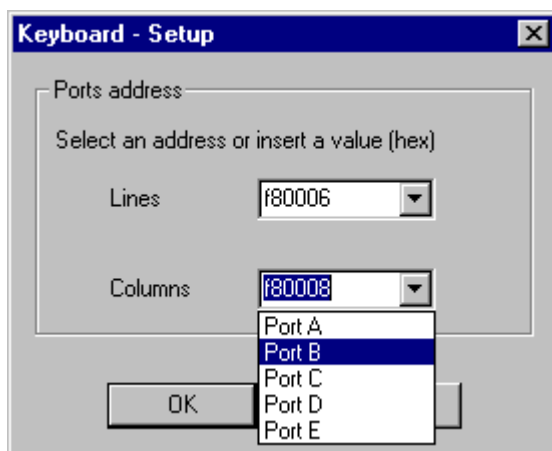 Keyboard - Setup
Ports address
Select an address or insert a value (hex)
Lines
f80006
Columns
f80008
Port A
Port B
Port C
Port D
Port E
OK